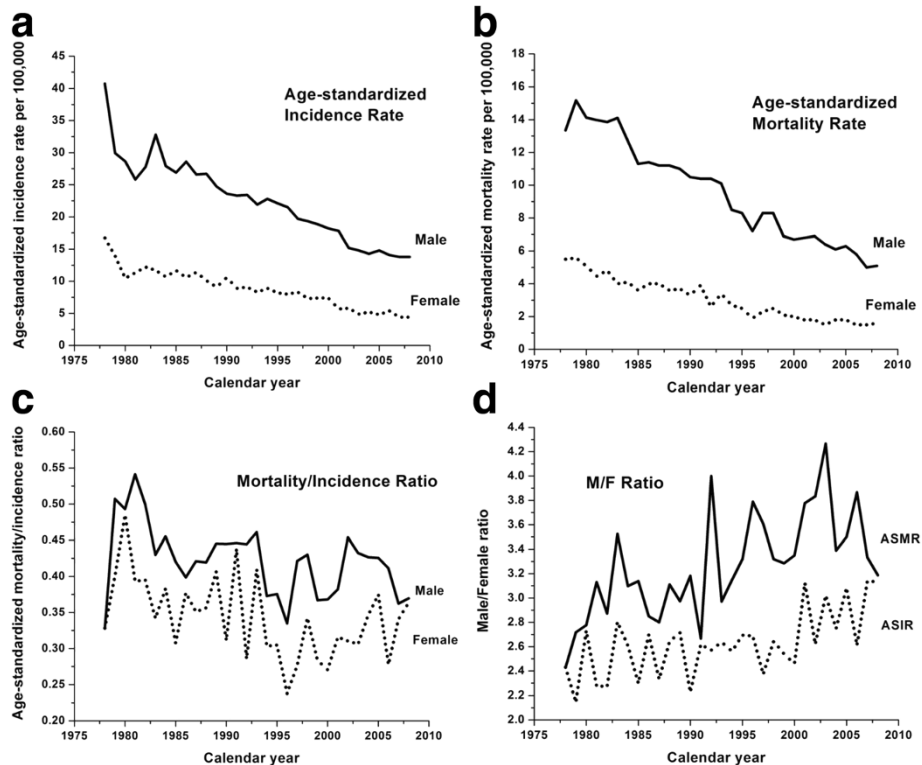 a
Age-standardized incidence rate per 100,000
45
40
35
30
25
20
15
10
5
0
Age-standardized
Incidence Rate
Male
Female
1975 1980 1985 1990 1995 2000 2005 2010
Calendar year
b
Age-standardized mortality rate per 100,000
18
16
14
12
10
8
6
4
2
0
Age-standardized
Mortality Rate
Male
Female
1975 1980 1985 1990 1995 2000 2005 2010
Calendar year
c
Age-standardized mortality/incidence ratio
0.60
0.55
0.50
0.45
0.40
0.35
0.30
0.25
0.20
Mortality/Incidence Ratio
Male
Female
1975 1980 1985 1990 1995 2000 2005 2010
Calendar year
d
Male/Female ratio
4.4
4.2
4.0
3.8
3.6
3.4
3.2
3.0
2.8
2.6
2.4
2.2
2.0
M/F Ratio
ASMR
ASIR
1975 1980 1985 1990 1995 2000 2005 2010
Calendar year